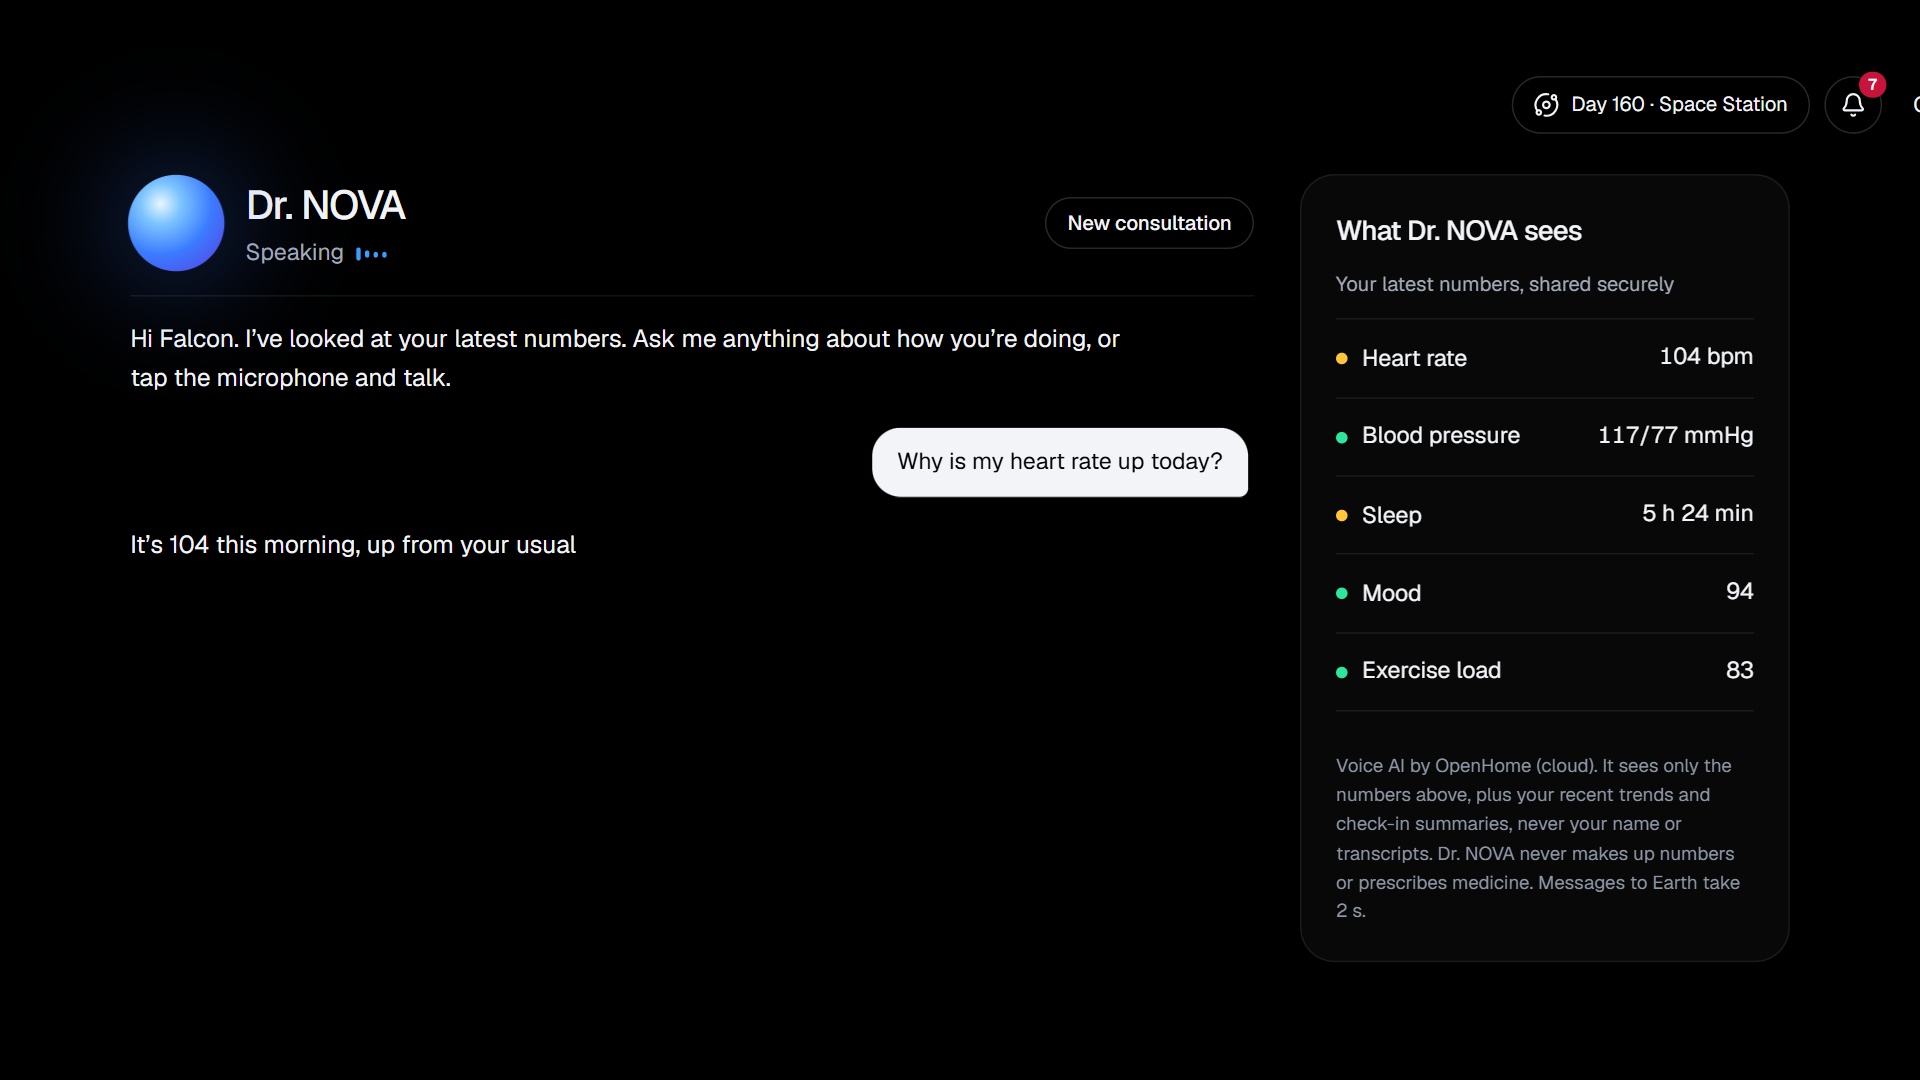 Day 160 · Space Station
7
Dr. NOVA
Speaking
New consultation
Hi Falcon. I’ve looked at your latest numbers. Ask me anything about how you’re doing, or
tap the microphone and talk.
Why is my heart rate up today?
It’s 104 this morning, up from your usual
What Dr. NOVA sees
Your latest numbers, shared securely
Heart rate 104 bpm
Blood pressure 117/77 mmHg
Sleep 5 h 24 min
Mood 94
Exercise load 83
Voice AI by OpenHome (cloud). It sees only the
numbers above, plus your recent trends and
check-in summaries, never your name or
transcripts. Dr. NOVA never makes up numbers
or prescribes medicine. Messages to Earth take
2 s.